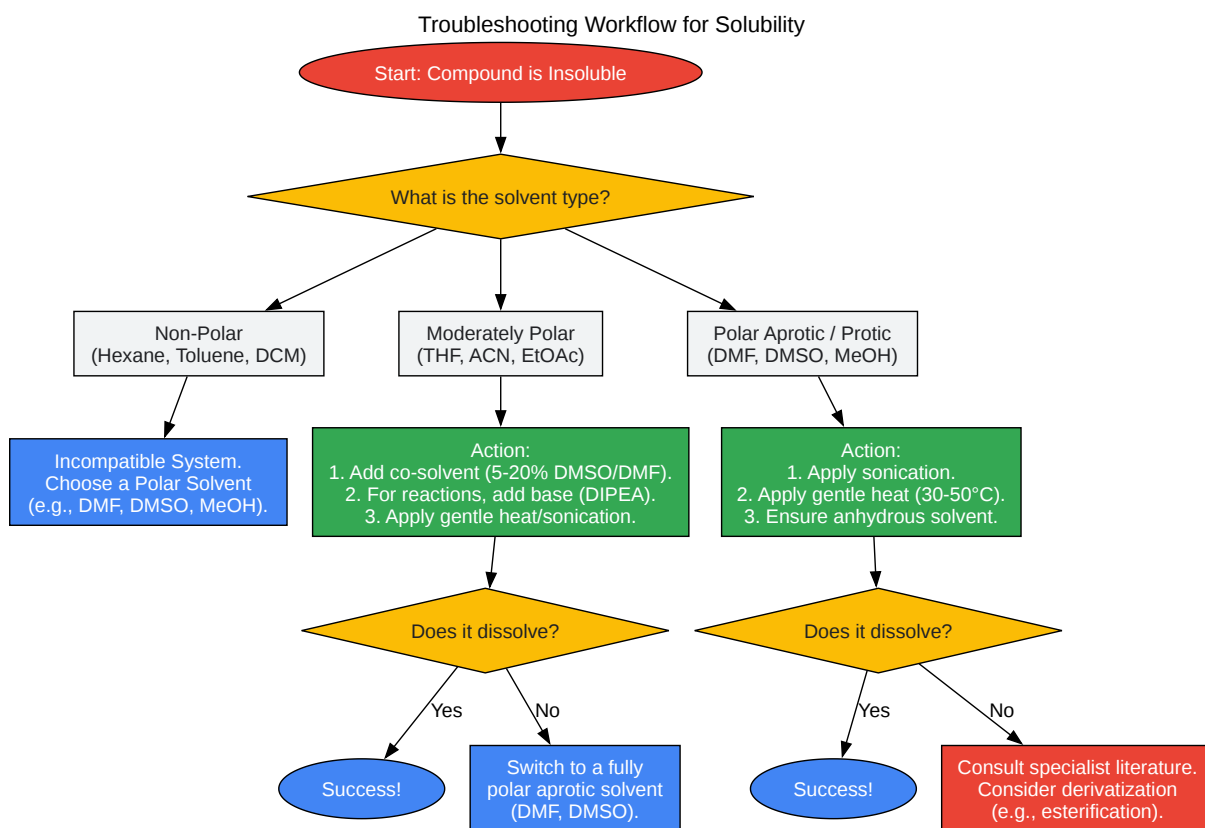 Troubleshooting Workflow for Solubility
Start: Compound is Insoluble
What is the solvent type?
Non-Polar
(Hexane, Toluene, DCM)
Moderately Polar
(THF, ACN, EtOAc)
Polar Aprotic / Protic
(DMF, DMSO, MeOH)
Incompatible System.
Choose a Polar Solvent
(e.g., DMF, DMSO, MeOH).
Action:
1. Add co-solvent (5-20% DMSO/DMF).
2. For reactions, add base (DIPEA).
3. Apply gentle heat/sonication.
Action:
1. Apply sonication.
2. Apply gentle heat (30-50°C).
3. Ensure anhydrous solvent.
Does it dissolve?
Does it dissolve?
Yes
No
Yes
No
Success!
Switch to a fully
polar aprotic solvent
(DMF, DMSO).
Success!
Consult specialist literature.
Consider derivatization
(e.g., esterification).